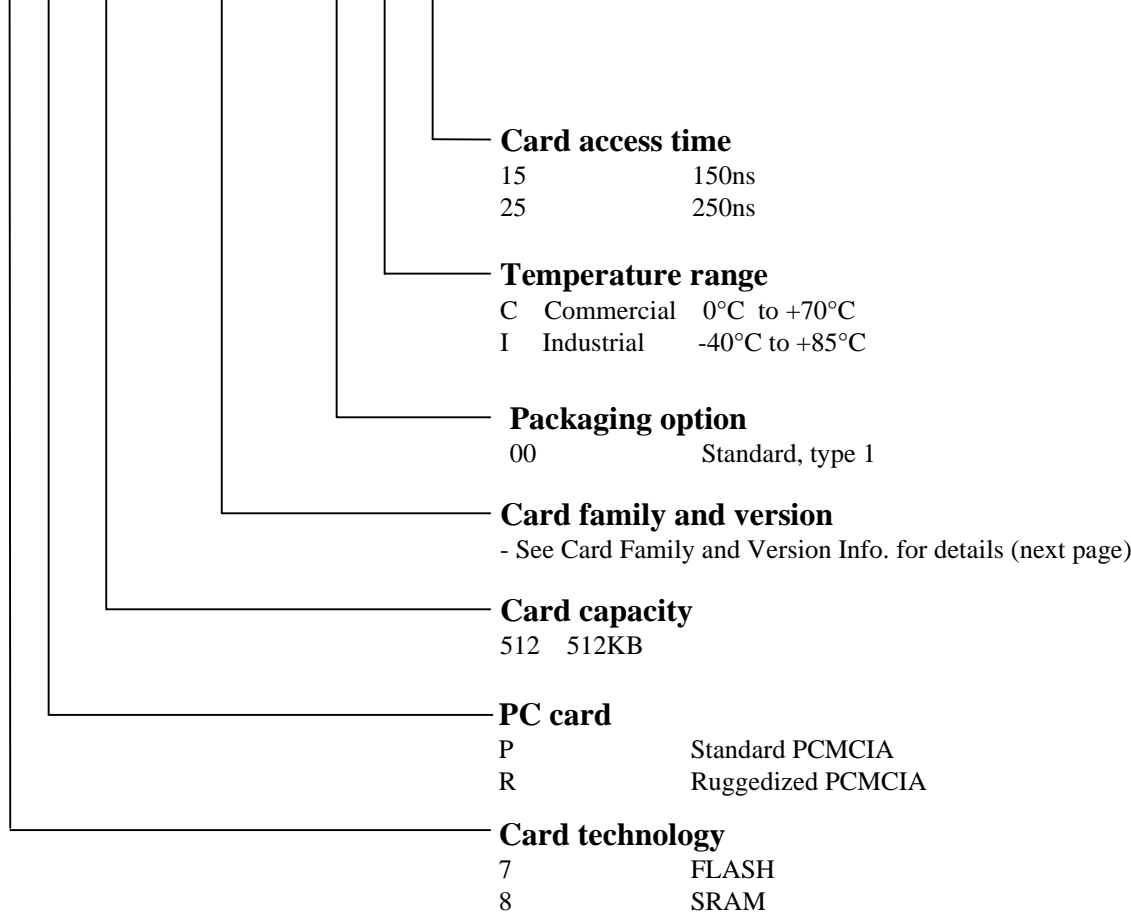 Card access time
15 150ns
25 250ns
Temperature range
C Commercial 0°C to +70°C
I Industrial -40°C to +85°C
Packaging option
00 Standard, type 1
Card family and version
- See Card Family and Version Info. for details (next page)
Card capacity
512 512KB
PC card
P Standard PCMCIA
R Ruggedized PCMCIA
Card technology
7 FLASH
8 SRAM